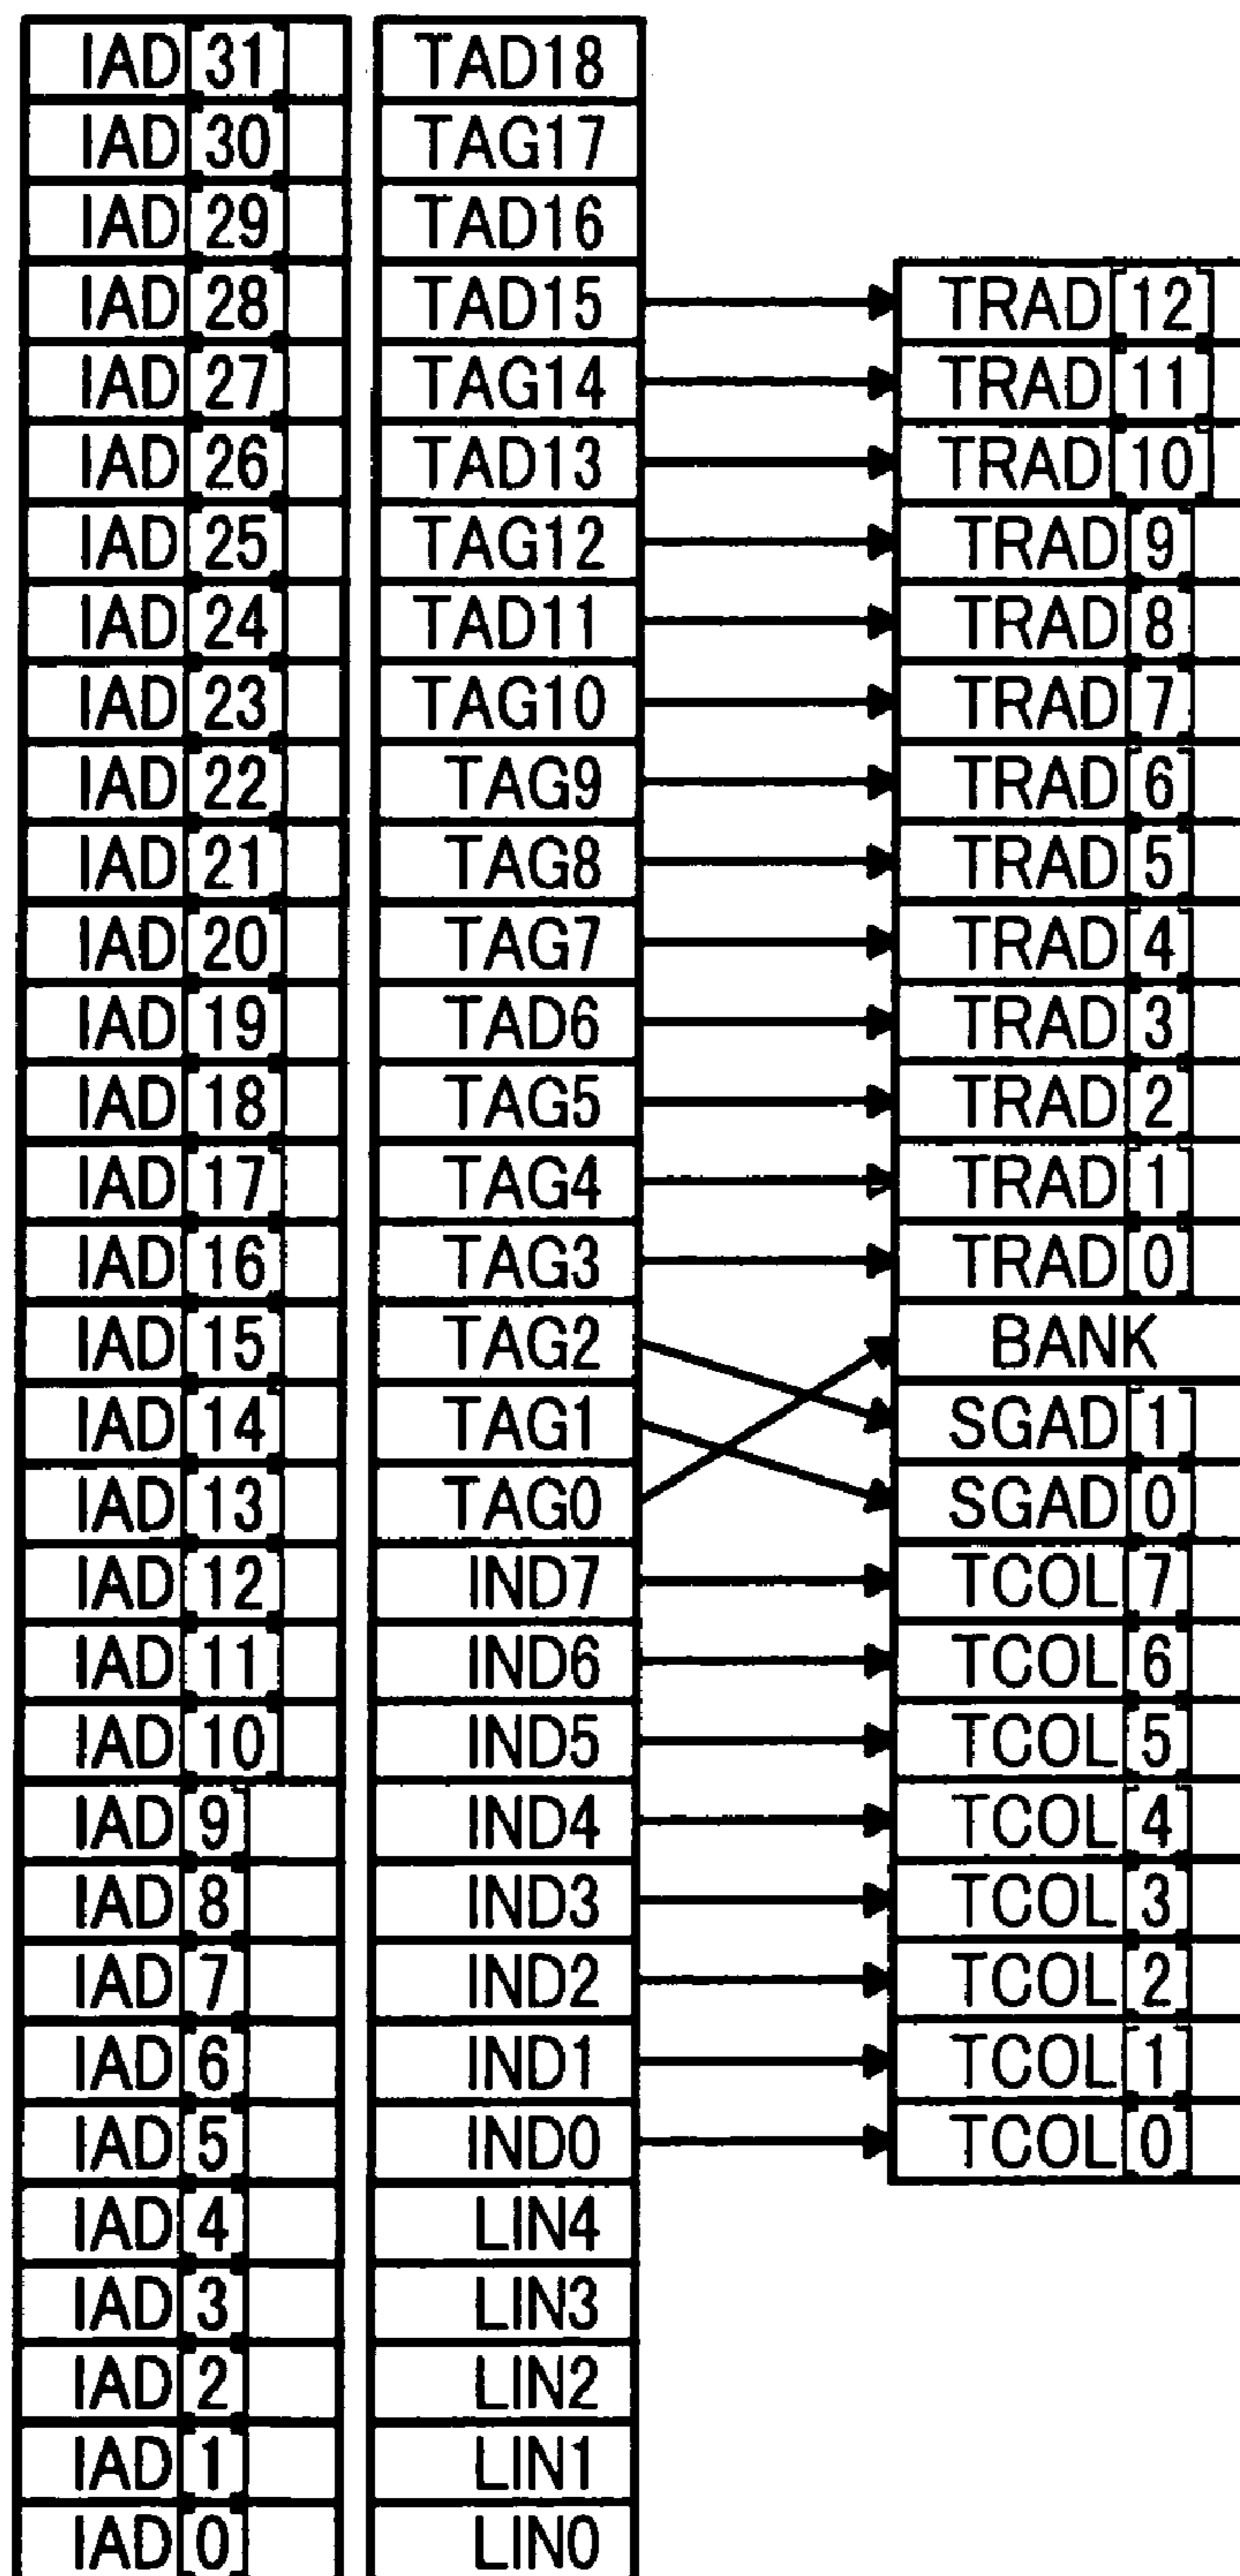 IAD[31] TAD18
IAD[30] TAG17
IAD[29] TAD16
IAD[28] TAD15 TRAD[12]
IAD[27] TAG14 TRAD[11]
IAD[26] TAD13 TRAD[10]
IAD[25] TAG12 TRAD[9]
IAD[24] TAD11 TRAD[8]
IAD[23] TAG10 TRAD[7]
IAD[22] TAG9 TRAD[6]
IAD[21] TAG8 TRAD[5]
IAD[20] TAG7 TRAD[4]
IAD[19] TAD6 TRAD[3]
IAD[18] TAG5 TRAD[2]
IAD[17] TAG4 TRAD[1]
IAD[16] TAG3 TRAD[0]
IAD[15] TAG2 BANK
IAD[14] TAG1 SGAD[1]
IAD[13] TAG0 SGAD[0]
IAD[12] IND7 TCOL[7]
IAD[11] IND6 TCOL[6]
IAD[10] IND5 TCOL[5]
IAD[9] IND4 TCOL[4]
IAD[8] IND3 TCOL[3]
IAD[7] IND2 TCOL[2]
IAD[6] IND1 TCOL[1]
IAD[5] IND0 TCOL[0]
IAD[4] LIN4
IAD[3] LIN3
IAD[2] LIN2
IAD[1] LIN1
IAD[0] LIN0